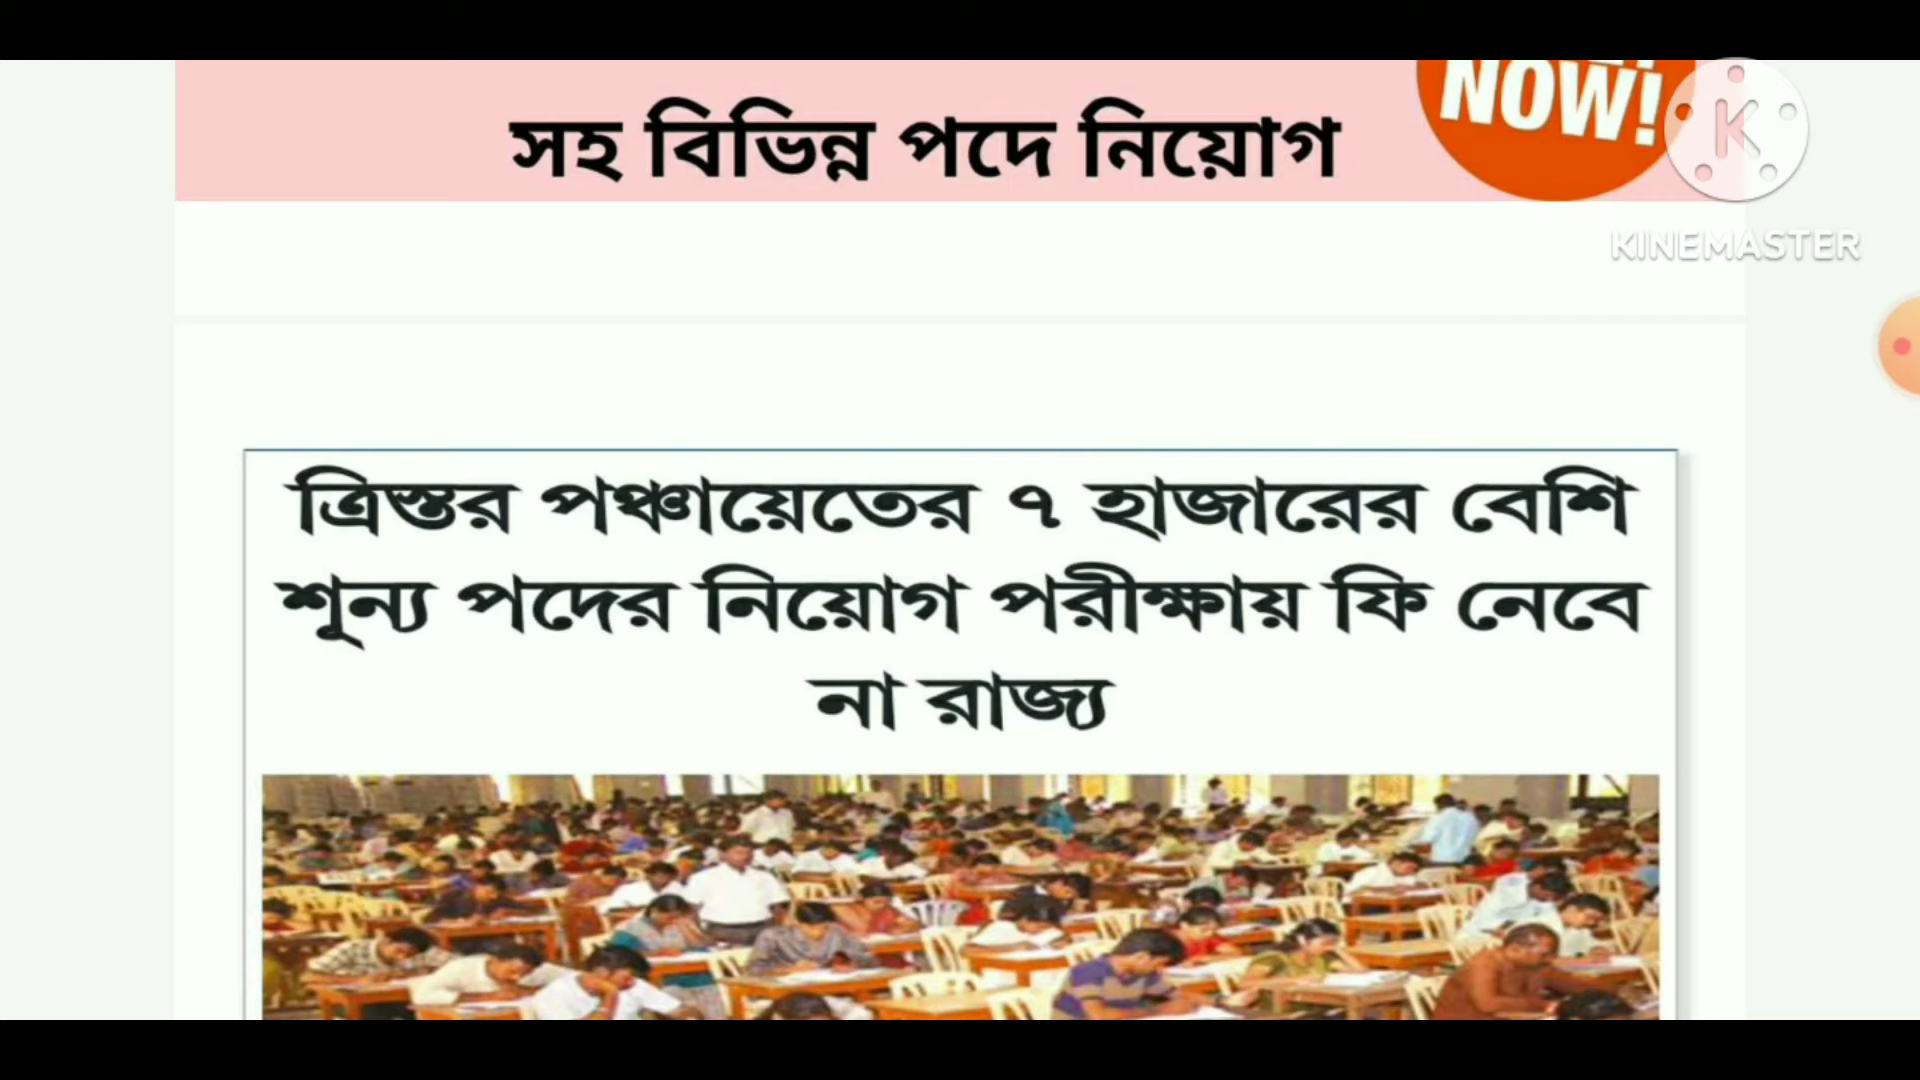 NOW!
সহ বিভিন্ন পদে নিয়োগ
KINEMASTER
ত্রিস্তর পঞ্চায়েতের ৭ হাজারের বেশি
শূন্য পদের নিয়োগ পরীক্ষায় ফি নেবে
না রাজ্য